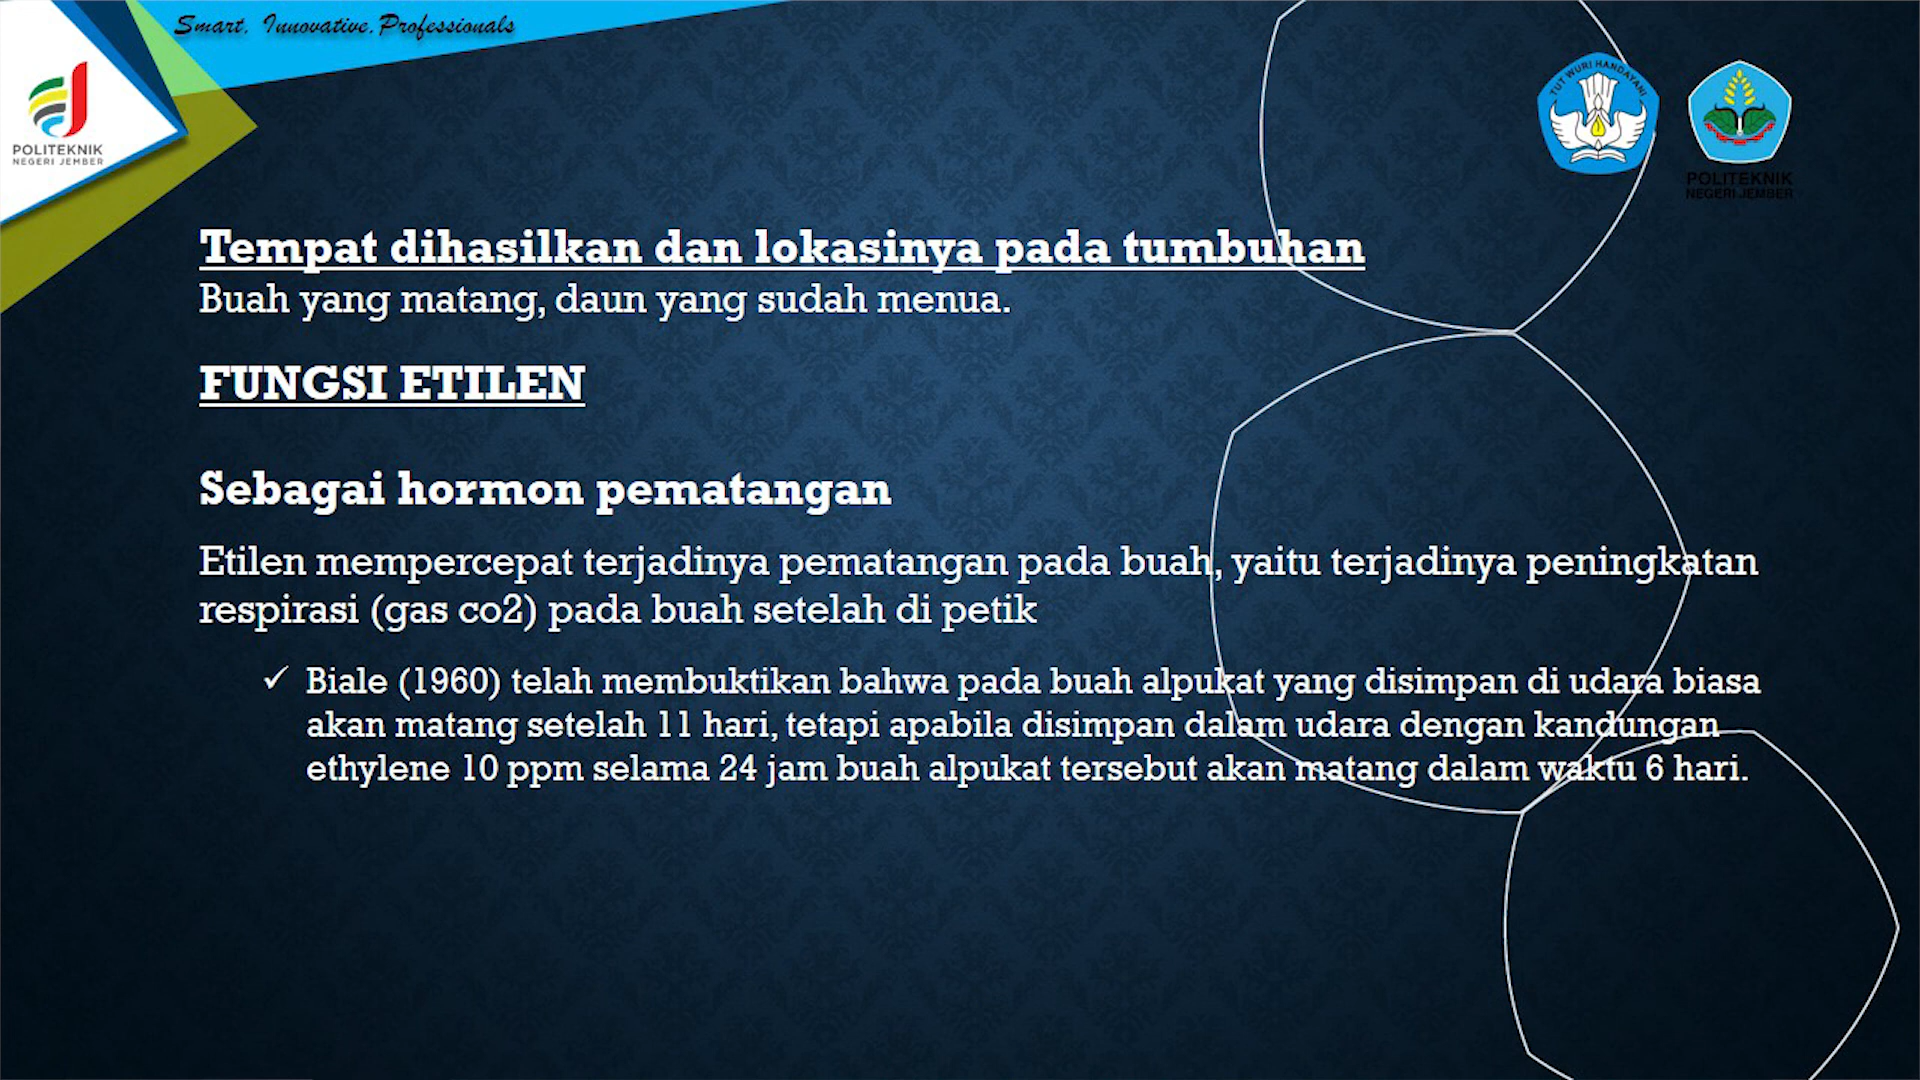 Smart. Innovative. Professionals
POLITEKNIK
NEGERI JEMBER
TUT WURI HANDAYANI
POLITEKNIK
NEGERI JEMBER
Tempat dihasilkan dan lokasinya pada tumbuhan
Buah yang matang, daun yang sudah menua.
FUNGSI ETILEN
Sebagai hormon pematangan
Etilen mempercepat terjadinya pematangan pada buah, yaitu terjadinya peningkatan
respirasi (gas co2) pada buah setelah di petik
✓ Biale (1960) telah membuktikan bahwa pada buah alpukat yang disimpan di udara biasa
akan matang setelah 11 hari, tetapi apabila disimpan dalam udara dengan kandungan
ethylene 10 ppm selama 24 jam buah alpukat tersebut akan matang dalam waktu 6 hari.